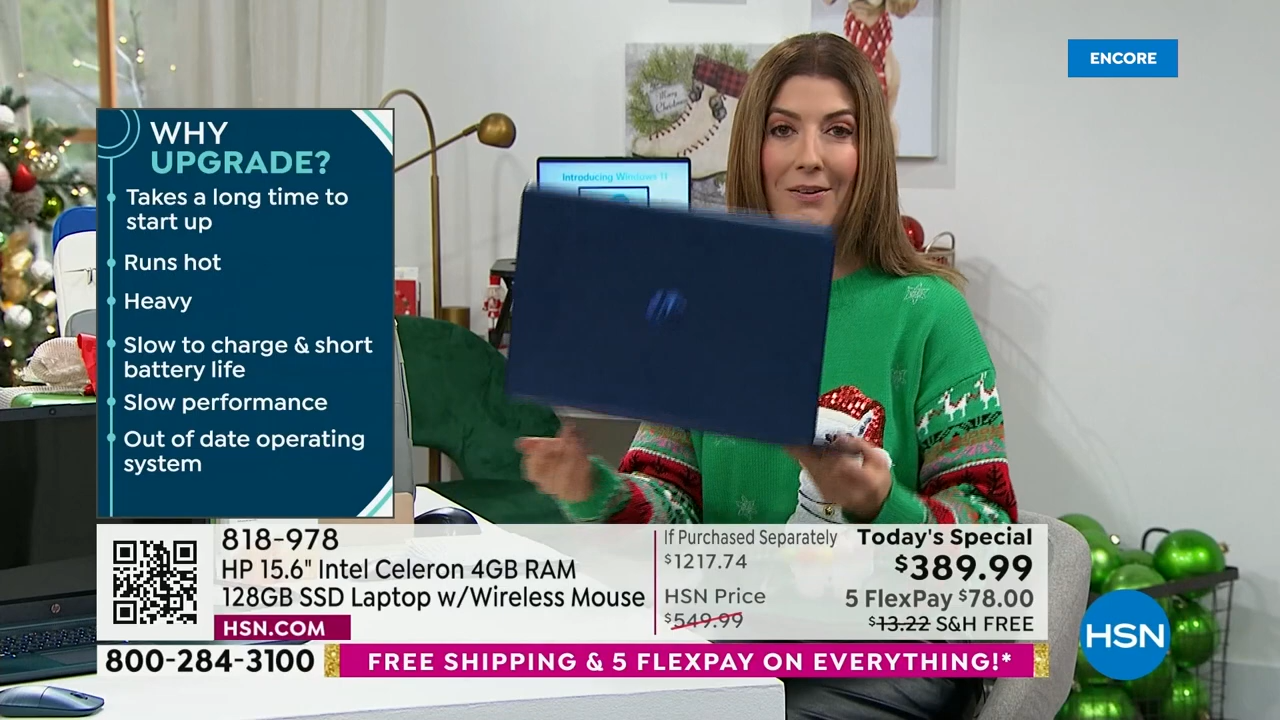 ENCORE
WHY
UPGRADE?
Takes a long time to
start up
Runs hot
Heavy
Slow to charge & short
battery life
Slow performance
Out of date operating
system
Introducing Windows 11
Merry
Christmas
hp
818-978
HP 15.6" Intel Celeron 4GB RAM
128GB SSD Laptop w/Wireless Mouse
HSN.COM
If Purchased Separately
$1217.74
HSN Price
$549.99
Today's Special
$389.99
5 FlexPay $78.00
$13.22 S&H FREE
HSN
800-284-3100
FREE SHIPPING & 5 FLEXPAY ON EVERYTHING!*